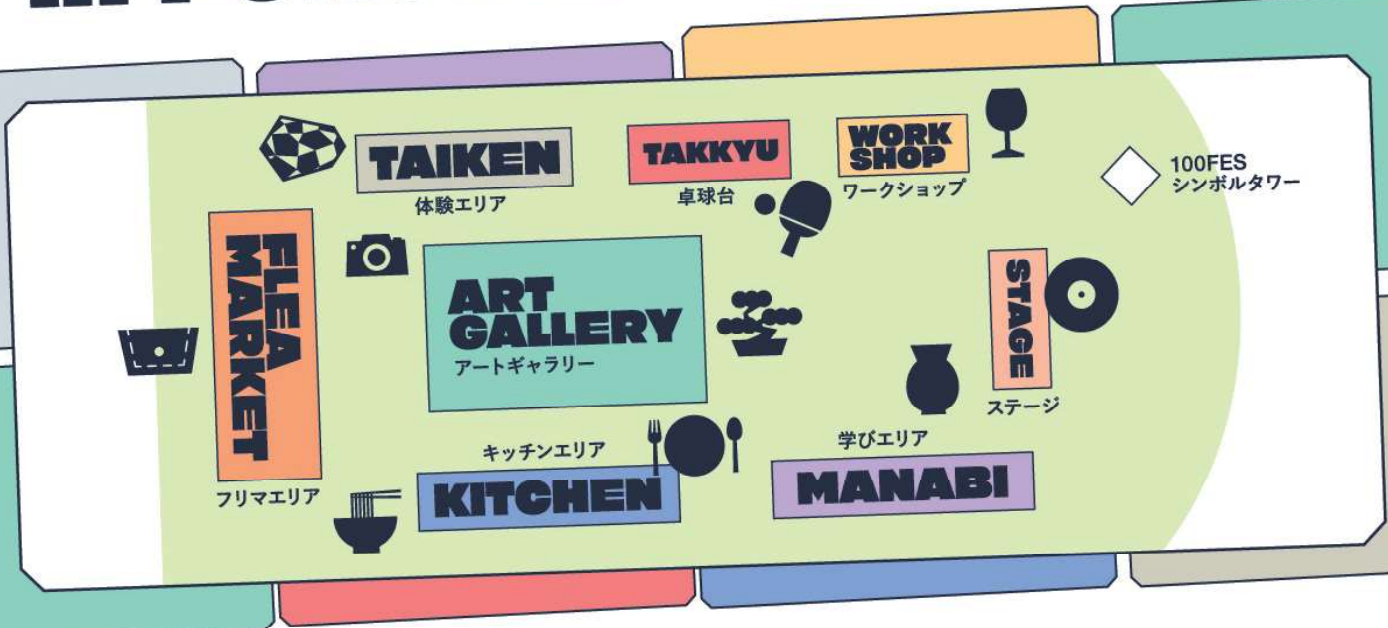 TAIKEN
体験エリア
TAKKYU
卓球台
WORK
SHOP
ワークショップ
100FES
シンボルタワー
FLEA
MARKET
フリマエリア
ART
GALLERY
アートギャラリー
STAGE
ステージ
キッチンエリア
KITCHEN
学びエリア
MANABI